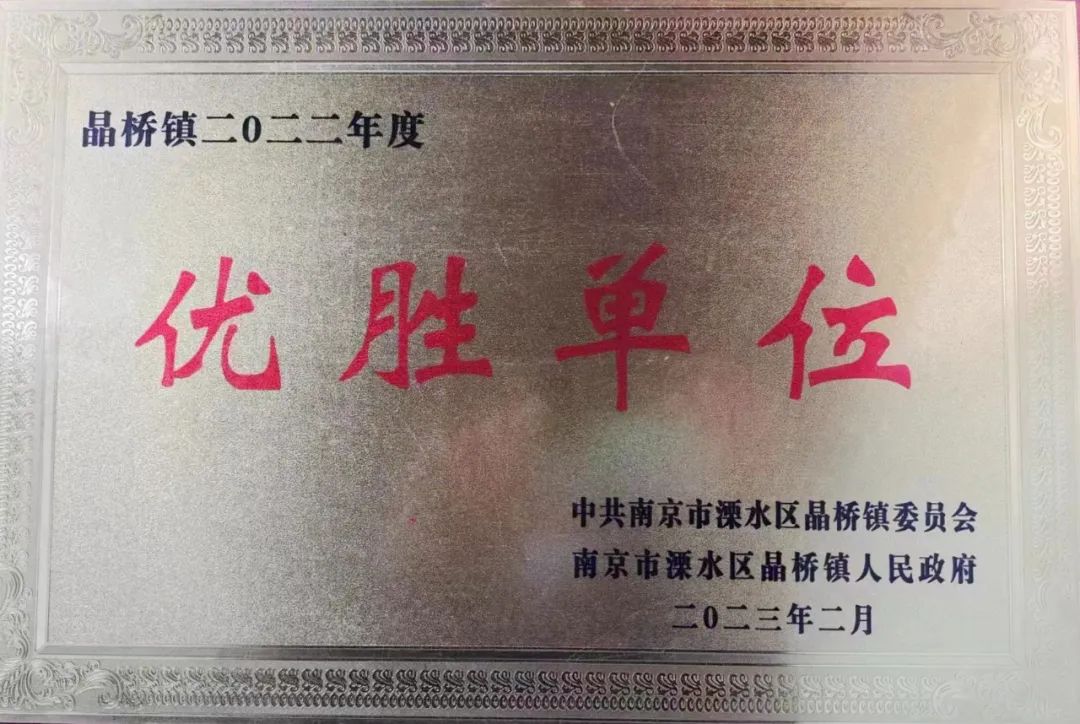 晶桥镇二0二二年度
优胜单位
中共南京市溧水区晶桥镇委员会
南京市溧水区晶桥镇人民政府
二0二三年二月